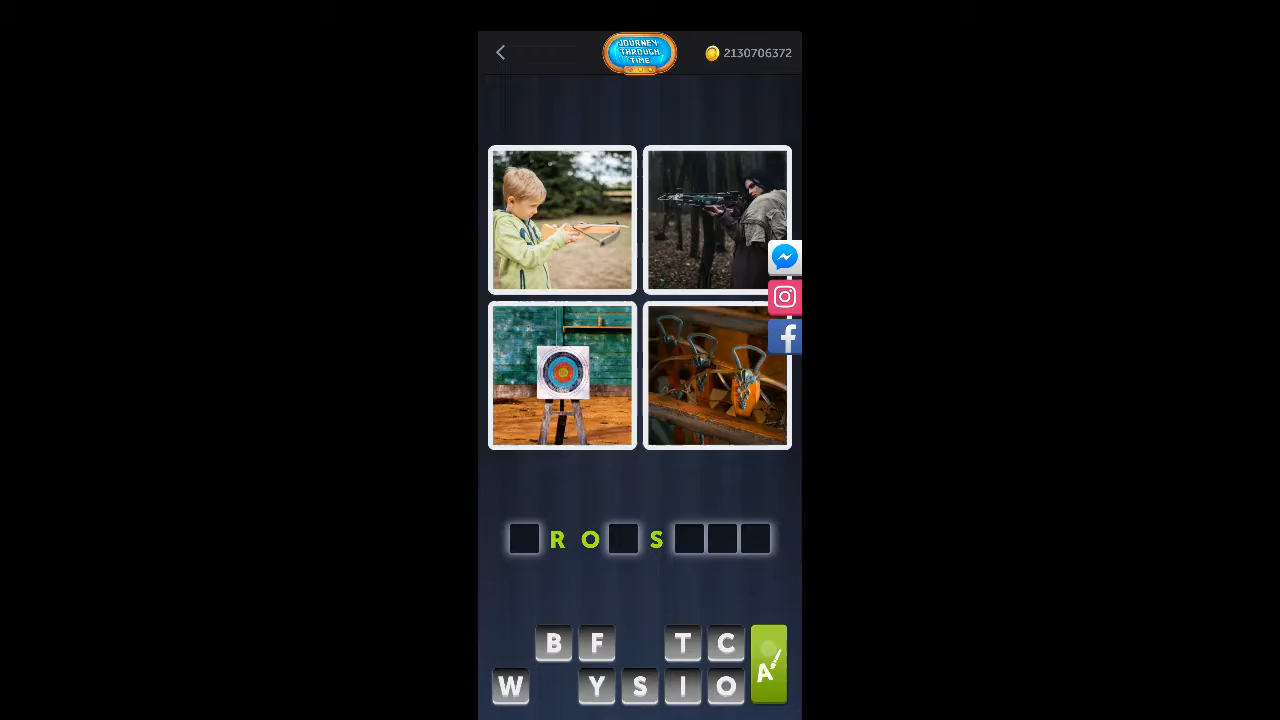 JOURNEY
THROUGH
TIME
2130706372
R O S
B F T C
W Y S I O
A